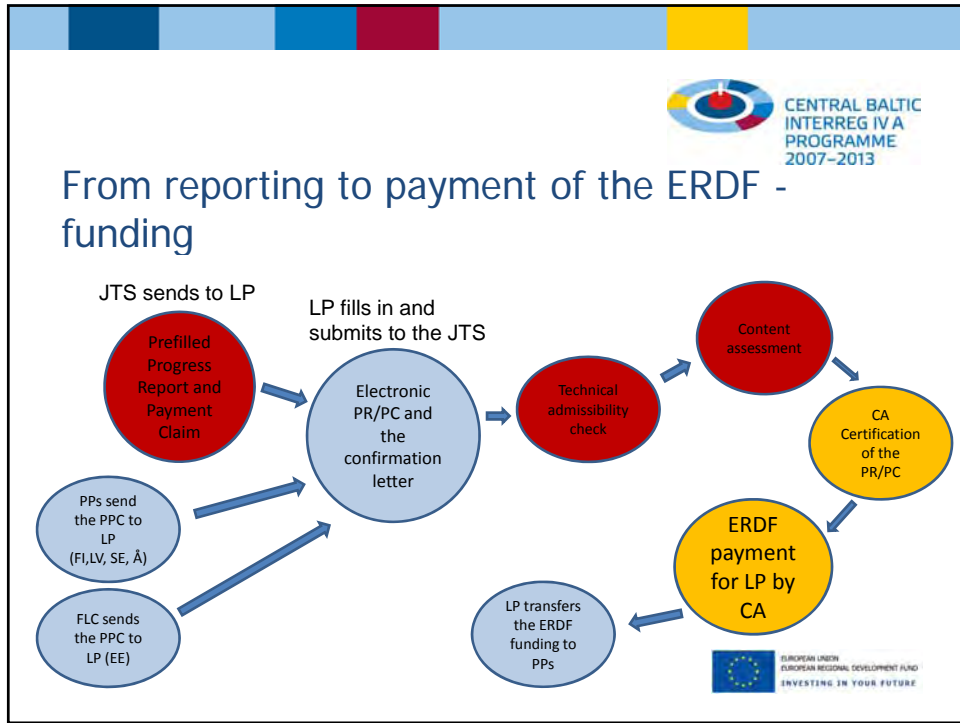 CENTRAL BALTIC
INTERREG IV A
PROGRAMME
2007–2013
From reporting to payment of the ERDF -
funding
JTS sends to LP
Prefilled
Progress
Report and
Payment
Claim
LP fills in and
submits to the JTS
Electronic
PR/PC and
the
confirmation
letter
Technical
admissibility
check
Content
assessment
CA
Certification
of the
PR/PC
PPs send
the PPC to
LP
(FI,LV, SE, Å)
FLC sends
the PPC to
LP (EE)
ERDF
payment
for LP by
CA
LP transfers
the ERDF
funding to
PPs
EUROPEAN UNION
EUROPEAN REGIONAL DEVELOPMENT FUND
INVESTING IN YOUR FUTURE